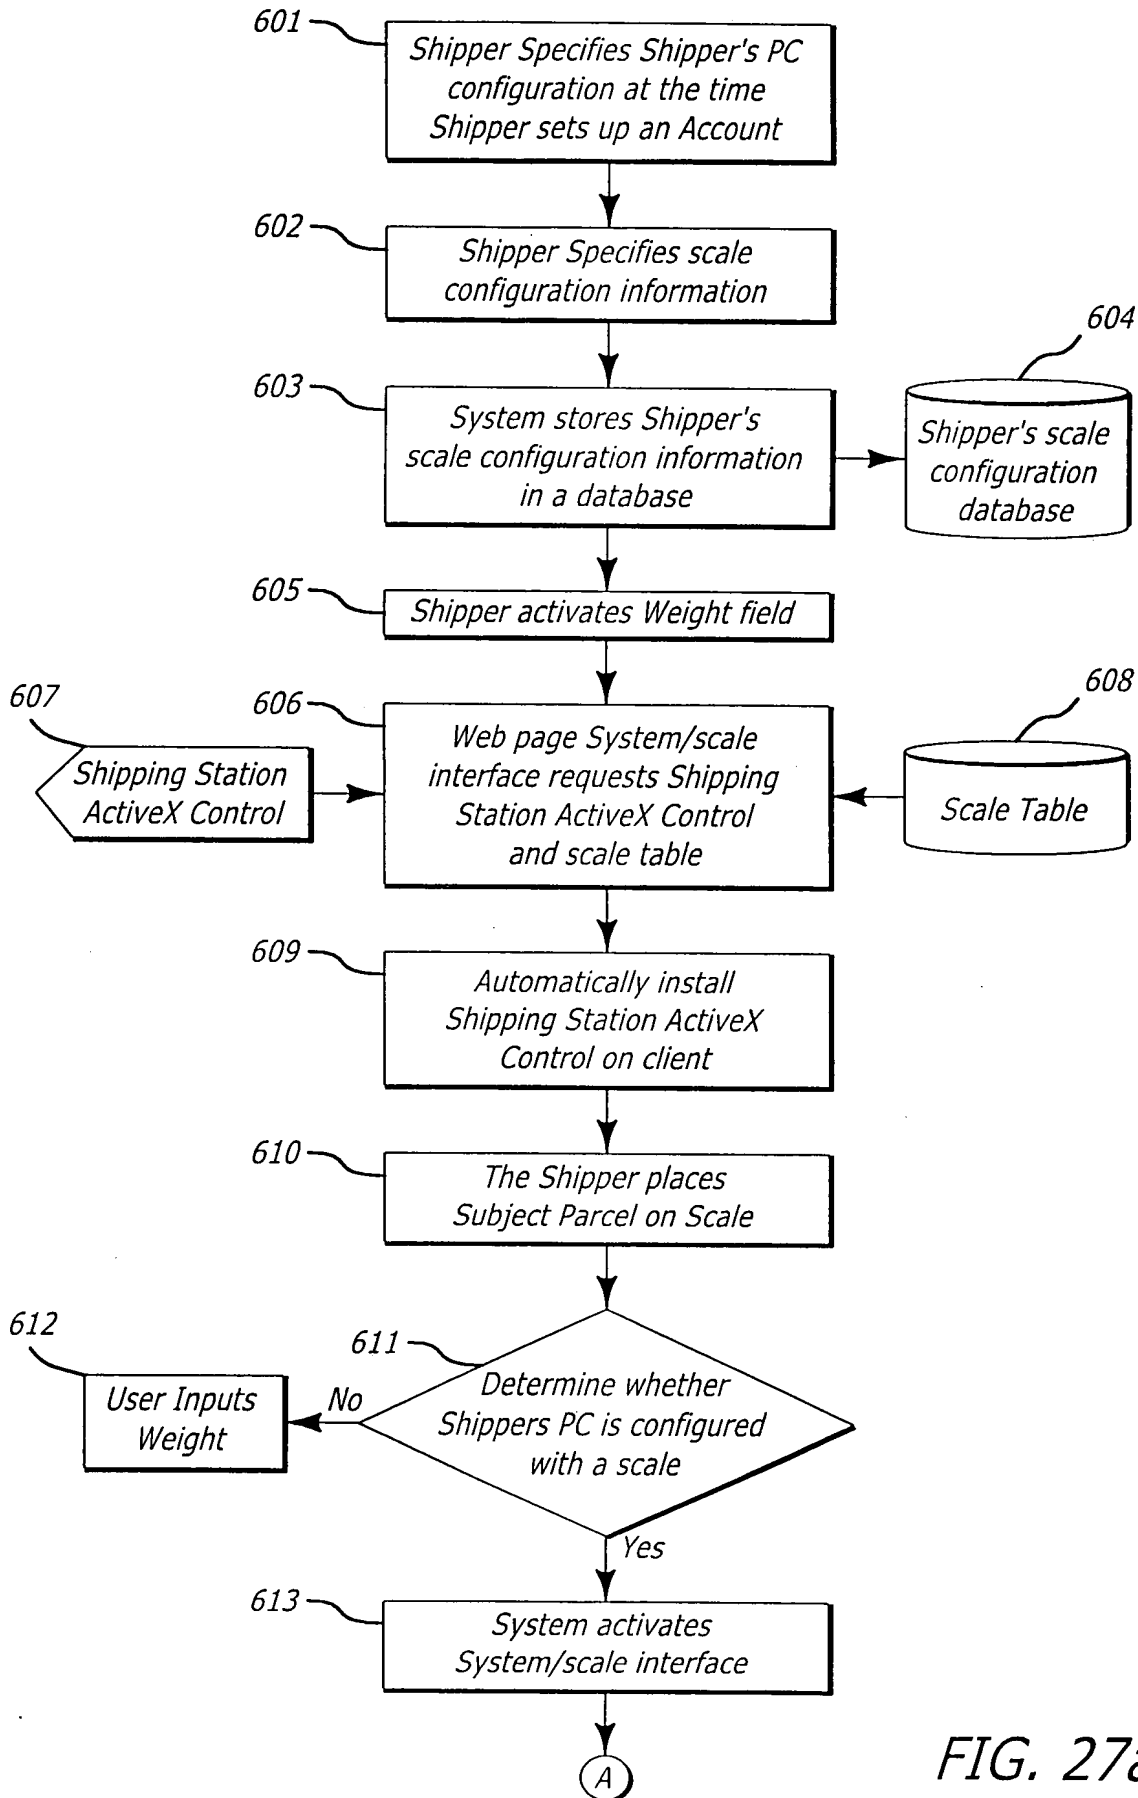 601
Shipper Specifies Shipper's PC
configuration at the time
Shipper sets up an Account
602
Shipper Specifies scale
configuration information
603
System stores Shipper's
scale configuration information
in a database
604
Shipper's scale
configuration
database
605
Shipper activates Weight field
606
Web page System/scale
interface requests Shipping
Station ActiveX Control
and scale table
607
Shipping Station
ActiveX Control
608
Scale Table
609
Automatically install
Shipping Station ActiveX
Control on client
610
The Shipper places
Subject Parcel on Scale
611
Determine whether
Shippers PC is configured
with a scale
No
612
User Inputs
Weight
Yes
613
System activates
System/scale interface
A
FIG. 27a